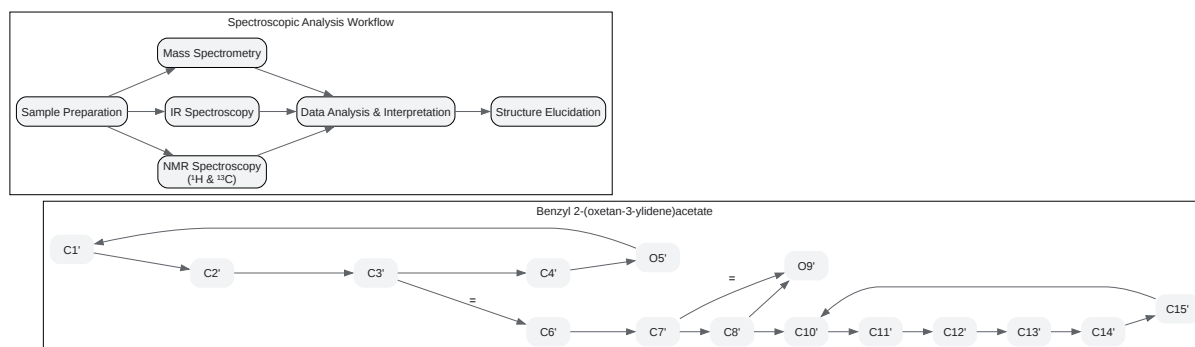 Spectroscopic Analysis Workflow
Mass Spectrometry
Sample Preparation
IR Spectroscopy
Data Analysis & Interpretation
Structure Elucidation
NMR Spectroscopy
(¹H & ¹³C)
Benzyl 2-(oxetan-3-ylidene)acetate
C1'
C2'
C3'
C4'
O5'
=
C6'
C7'
=
O9'
C8'
C10'
C11'
C12'
C13'
C14'
C15'